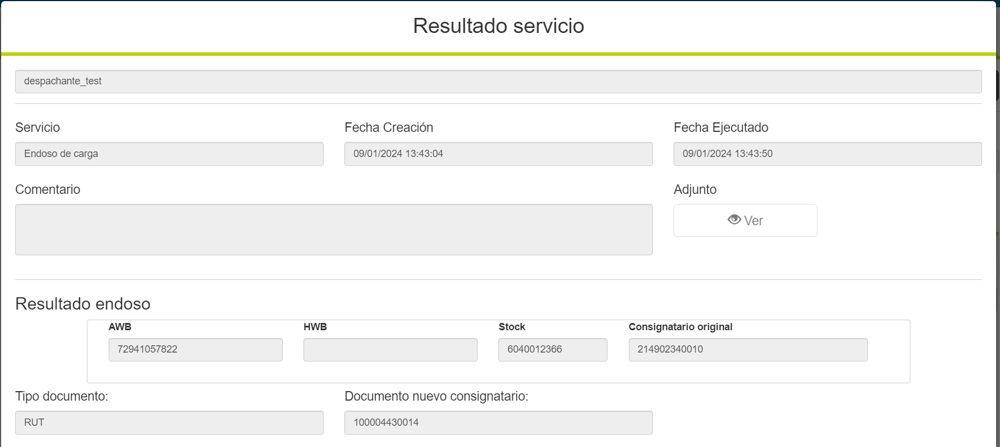 Resultado servicio
despachante_test
Servicio Fecha Creación Fecha Ejecutado
Endoso de carga 09/01/2024 13:43:04 09/01/2024 13:43:50
Comentario Adjunto
Ver
Resultado endoso
AWB HWB Stock Consignatario original
72941057822 6040012366 214902340010
Tipo documento: Documento nuevo consignatario:
RUT 100004430014